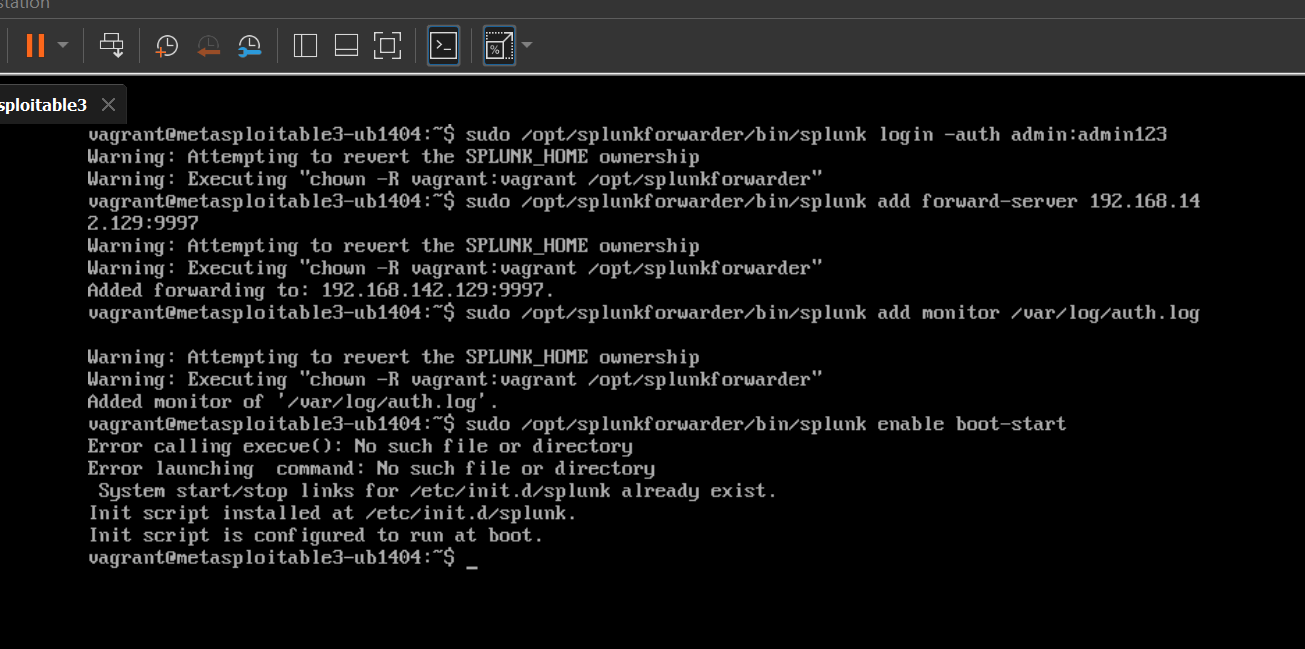 station
sploitable3
vagrant@metasploitable3-ub1404:~$ sudo /opt/splunkforwarder/bin/splunk login -auth admin:admin123
Warning: Attempting to revert the SPLUNK_HOME ownership
Warning: Executing "chown -R vagrant:vagrant /opt/splunkforwarder"
vagrant@metasploitable3-ub1404:~$ sudo /opt/splunkforwarder/bin/splunk add forward-server 192.168.14
2.129:9997
Warning: Attempting to revert the SPLUNK_HOME ownership
Warning: Executing "chown -R vagrant:vagrant /opt/splunkforwarder"
Added forwarding to: 192.168.142.129:9997.
vagrant@metasploitable3-ub1404:~$ sudo /opt/splunkforwarder/bin/splunk add monitor /var/log/auth.log
Warning: Attempting to revert the SPLUNK_HOME ownership
Warning: Executing "chown -R vagrant:vagrant /opt/splunkforwarder"
Added monitor of '/var/log/auth.log'.
vagrant@metasploitable3-ub1404:~$ sudo /opt/splunkforwarder/bin/splunk enable boot-start
Error calling execve(): No such file or directory
Error launching  command: No such file or directory
 System start/stop links for /etc/init.d/splunk already exist.
Init script installed at /etc/init.d/splunk.
Init script is configured to run at boot.
vagrant@metasploitable3-ub1404:~$ _